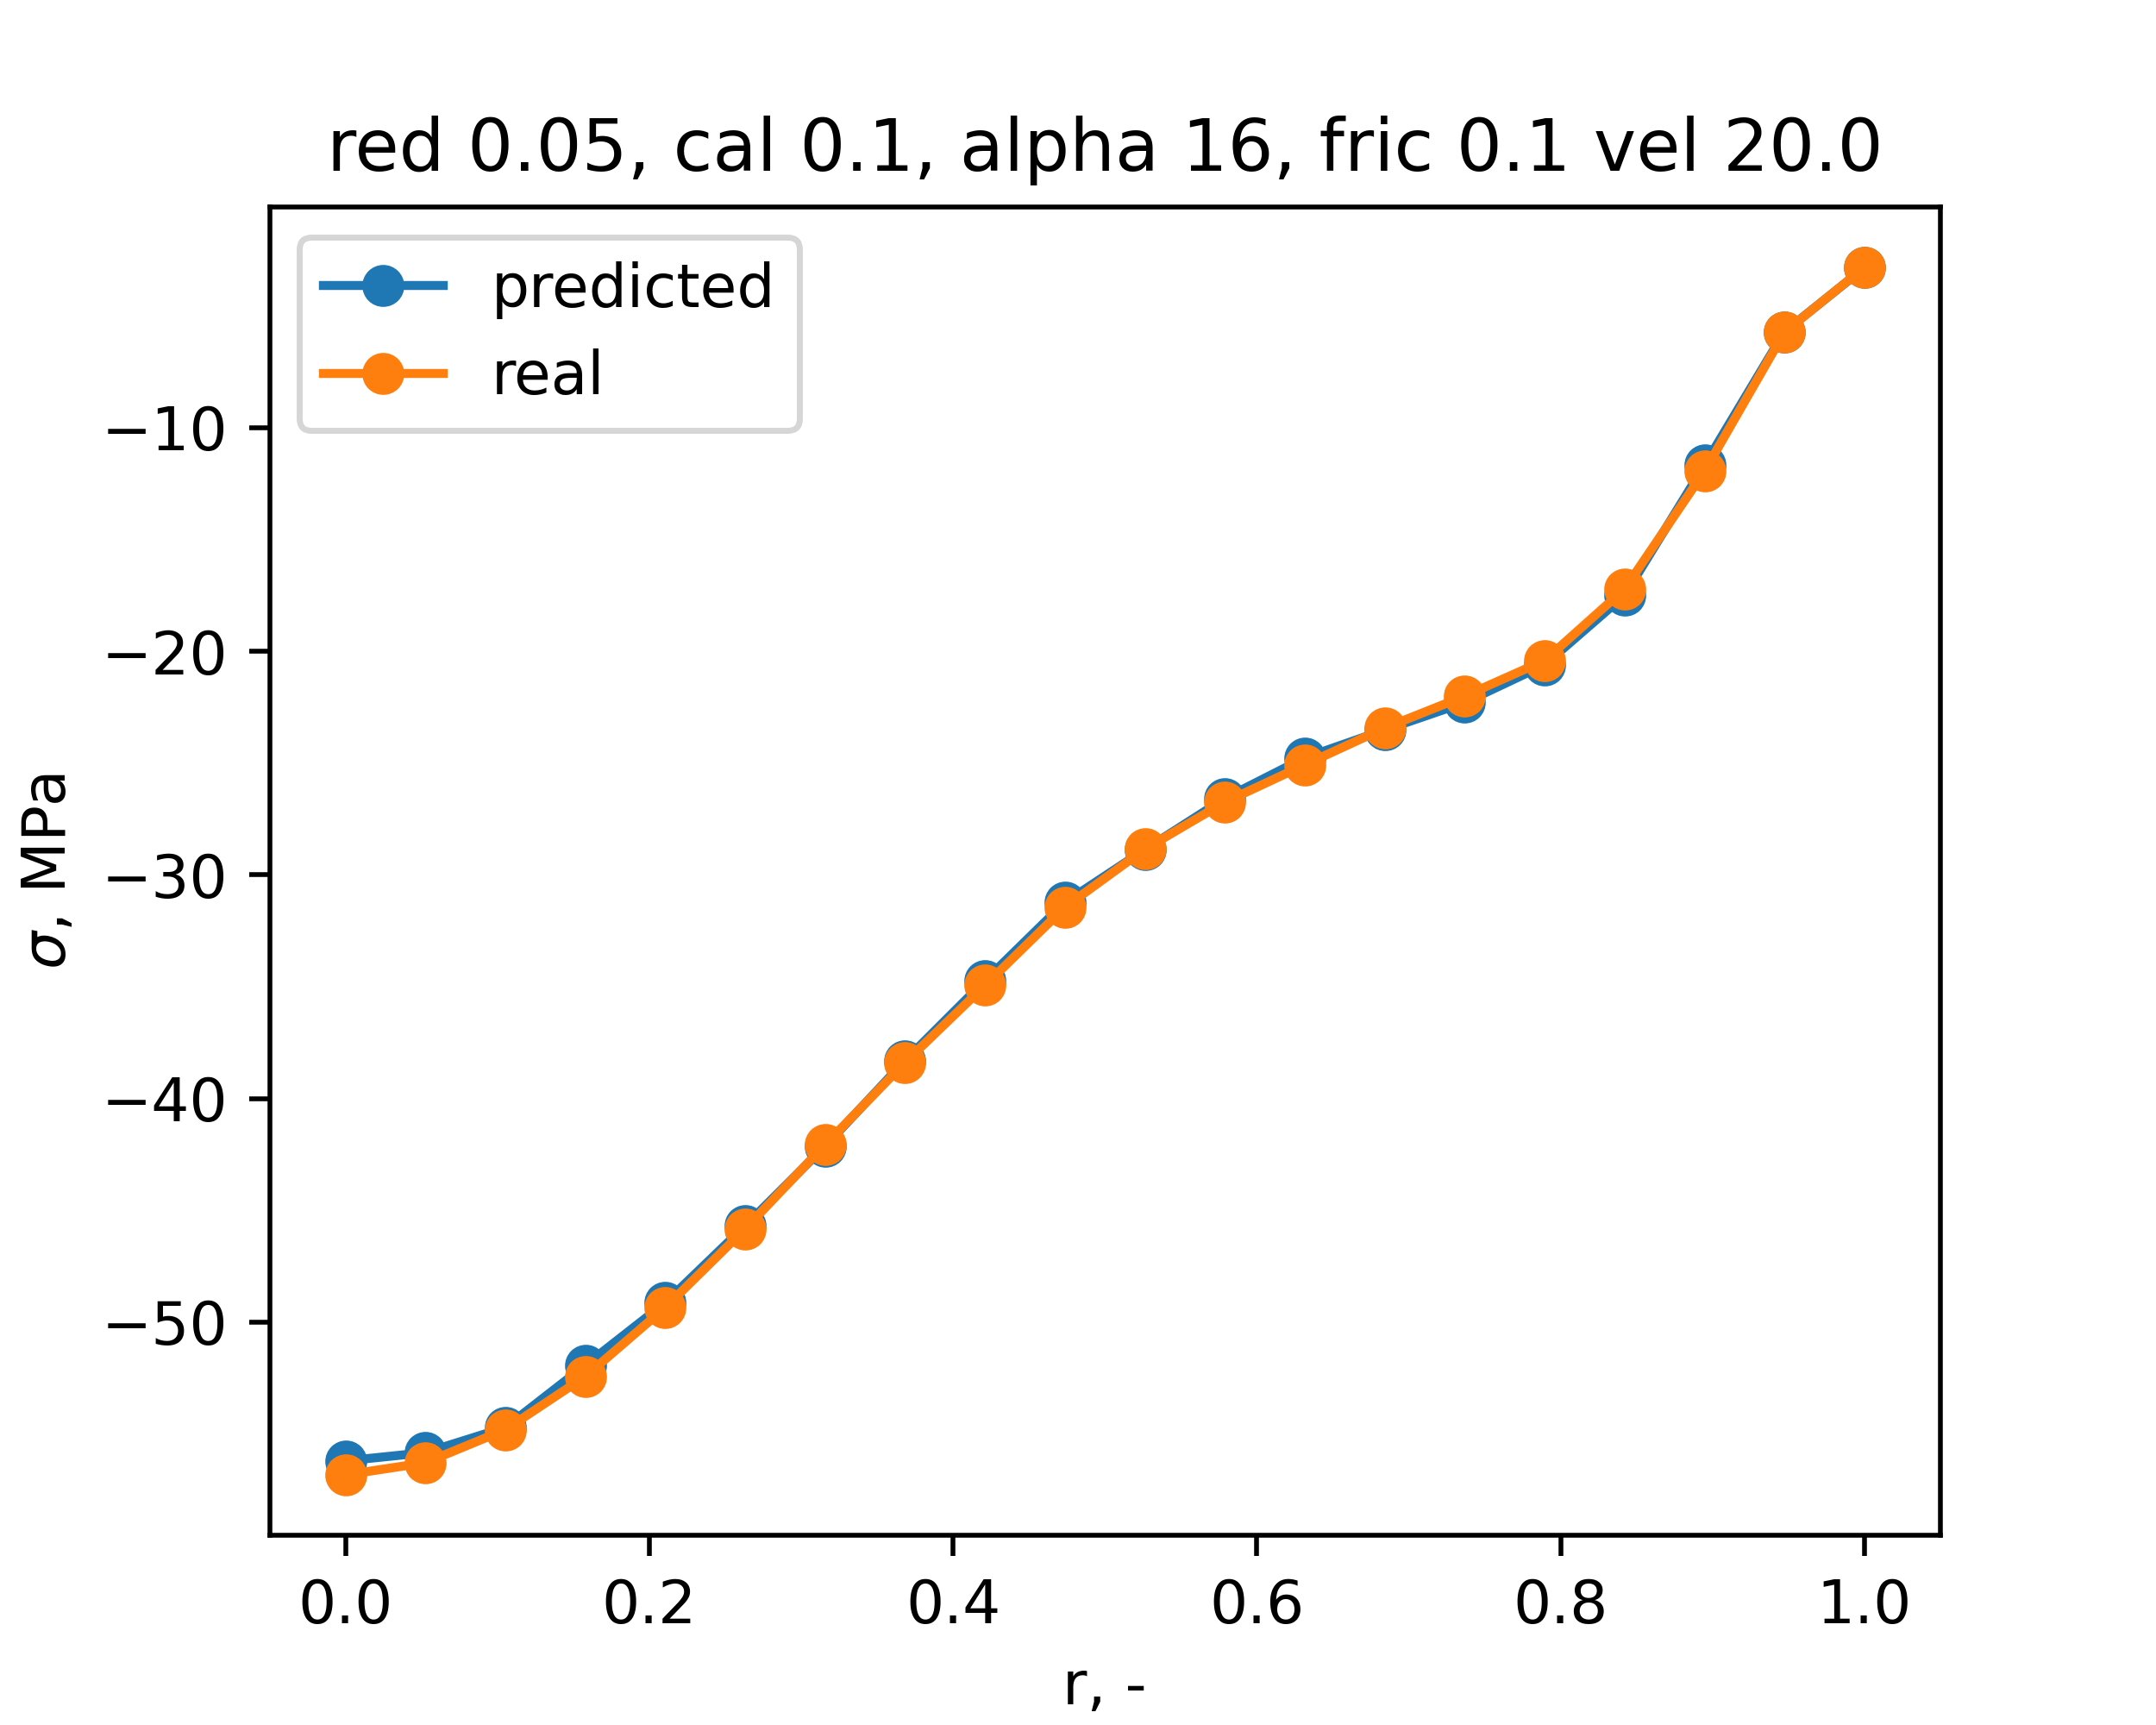 red 0.05, cal 0.1, alpha 16, fric 0.1 vel 20.0
predicted
real
−10
−20
−30
−40
−50
σ, MPa
0.0 0.2 0.4 0.6 0.8 1.0
r, -